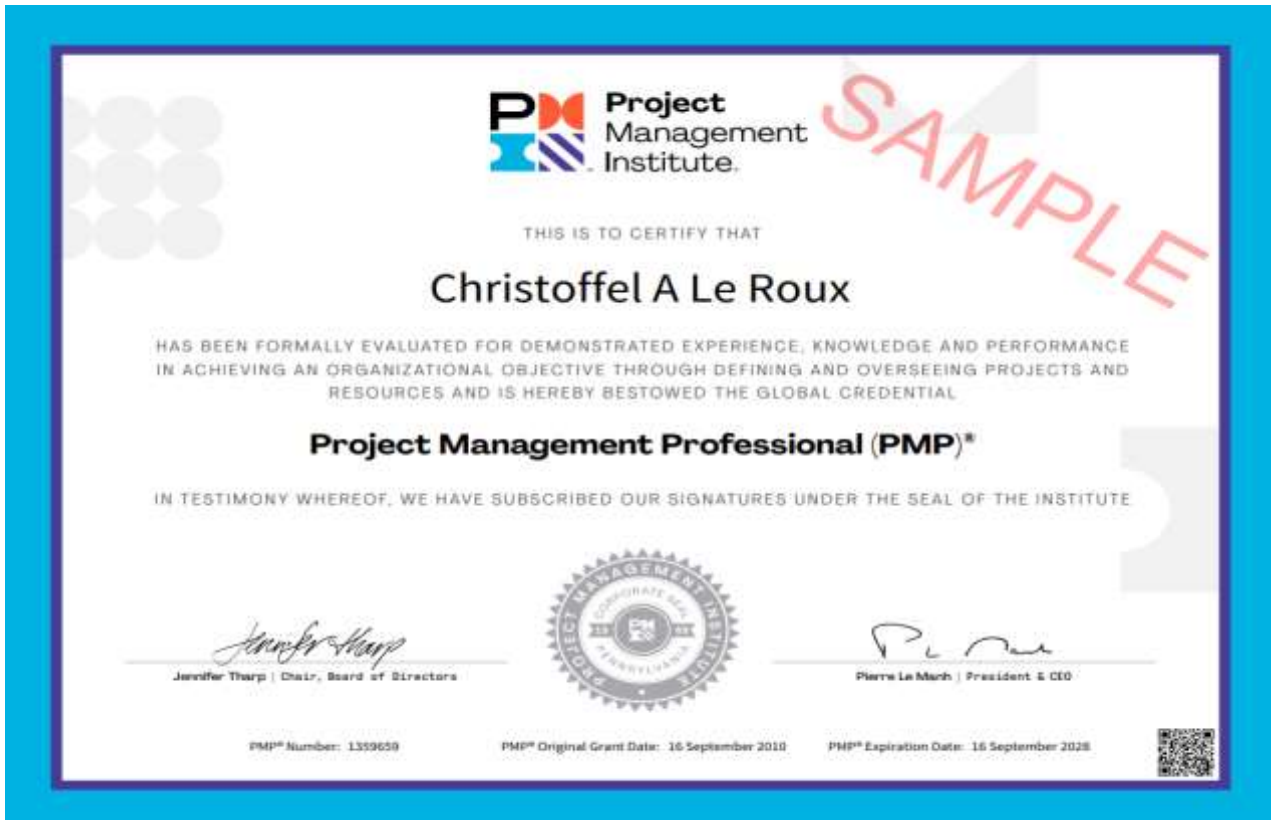 Project
Management
Institute.
SAMPLE
THIS IS TO CERTIFY THAT
Christoffel A Le Roux
HAS BEEN FORMALLY EVALUATED FOR DEMONSTRATED EXPERIENCE, KNOWLEDGE AND PERFORMANCE
IN ACHIEVING AN ORGANIZATIONAL OBJECTIVE THROUGH DEFINING AND OVERSEEING PROJECTS AND
RESOURCES AND IS HEREBY BESTOWED THE GLOBAL CREDENTIAL
Project Management Professional (PMP)®
IN TESTIMONY WHEREOF, WE HAVE SUBSCRIBED OUR SIGNATURES UNDER THE SEAL OF THE INSTITUTE
PROJECT MANAGEMENT INSTITUTE
CORPORATE SEAL
PENNSYLVANIA
Jennifer Tharp
Jennifer Tharp | Chair, Board of Directors
Pierre Le Manh | President & CEO
PMP® Number: 1359659
PMP® Original Grant Date: 16 September 2010
PMP® Expiration Date: 16 September 2028